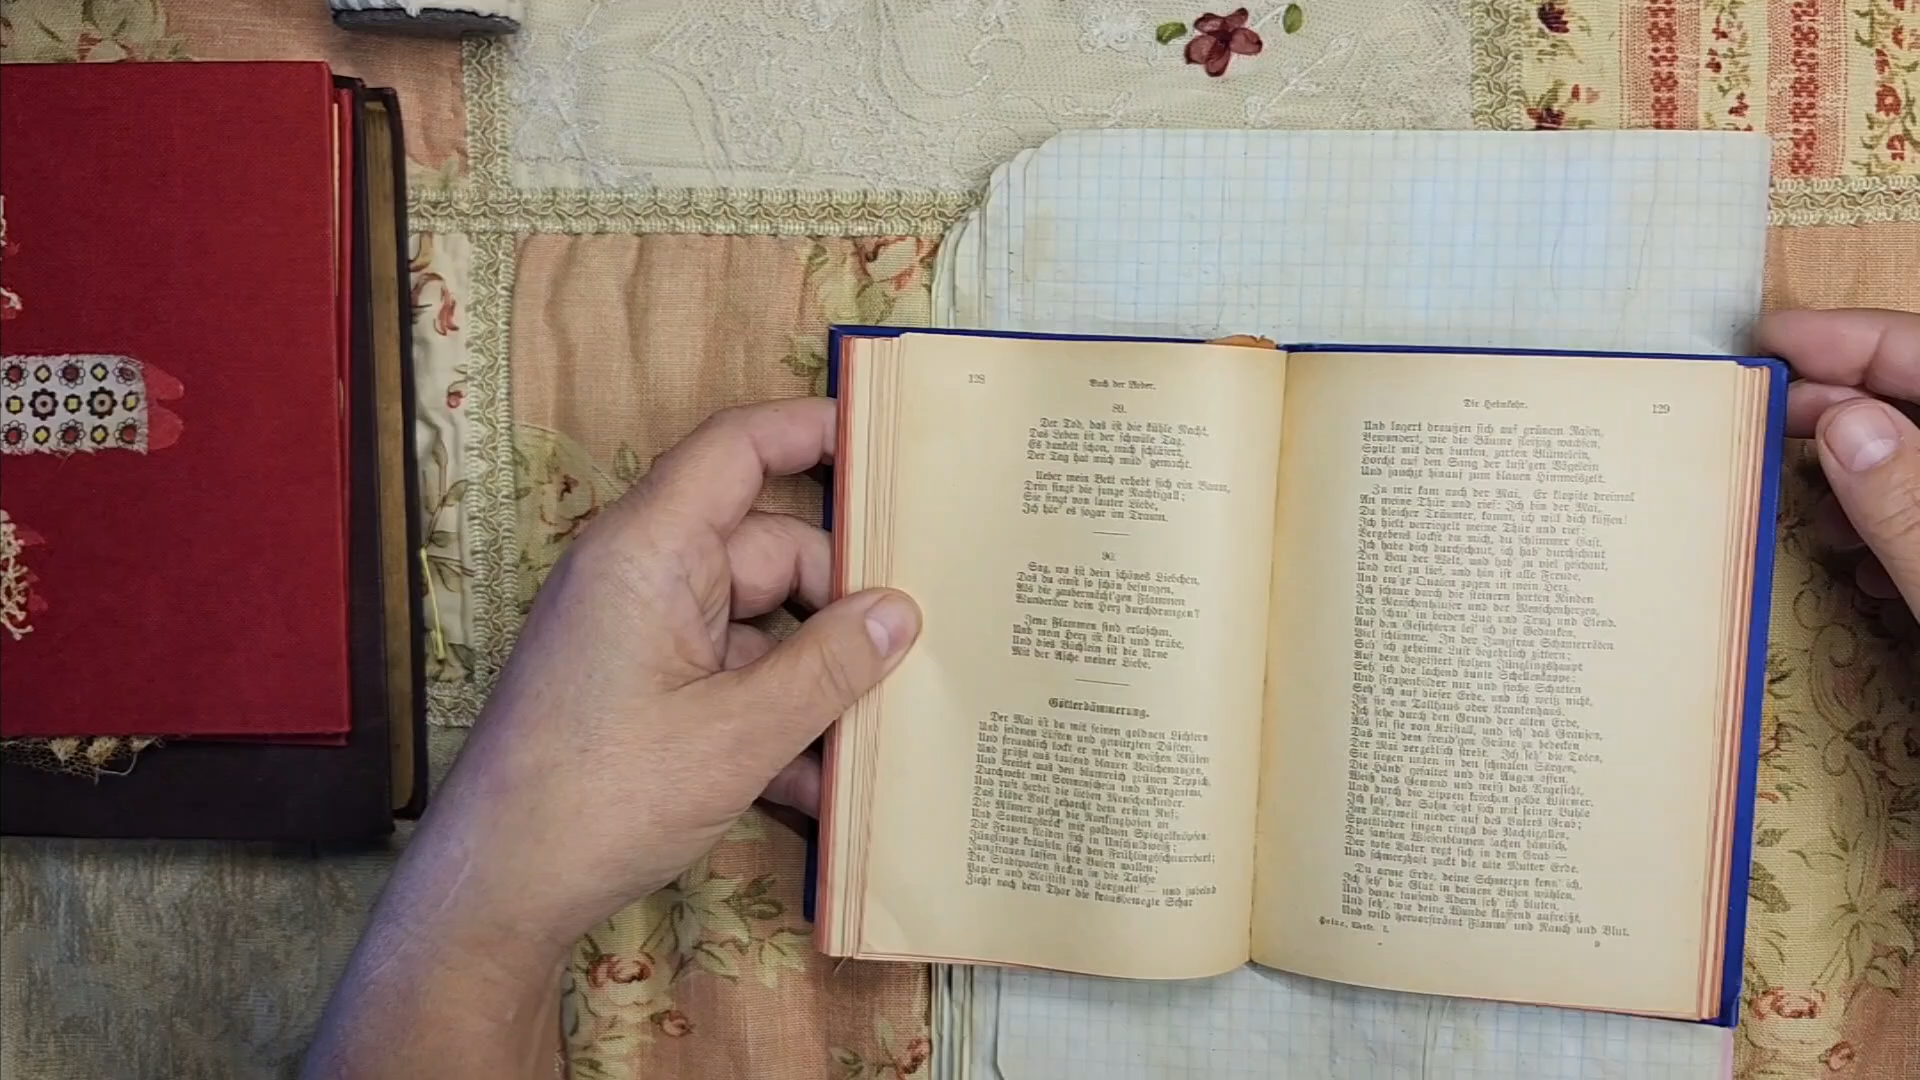 128
Buch der Lieder.
89.
Der Tod, das ist die kühle Nacht,
Das Leben ist der schwüle Tag.
Es dunkelt schon, mich schläfert,
Der Tag hat mich müd' gemacht.
Ueber mein Bett erhebt sich ein Baum,
Drin singt die junge Nachtigall;
Sie singt von lauter Liebe,
Ich hör' es sogar im Traum.
90.
Sag, wo ist dein schönes Liebchen,
Das du einst so schön besungen,
Als die zaubermächt'gen Flammen
Wunderbar dein Herz durchdrangen?
Jene Flammen sind erloschen,
Und mein Herz ist kalt und trübe,
Und dies Büchlein ist die Urne
Mit der Asche meiner Liebe.
Götterdämmerung.
Der Mai ist da mit seinen goldnen Lichtern
Und seidnen Lüften und gewürzten Düften,
Und freundlich lockt er mit den weißen Blüten
Und grüßt aus tausend blauen Veilchenaugen,
Und breitet aus den blumreich grünen Teppich,
Durchwebt mit Sonnenschein und Morgentau,
Und ruft herbei die lieben Menschenkinder.
Das blöde Volk gehorcht dem ersten Ruf;
Die Männer ziehn die Nankinghosen an
Und Sonntagsröck' mit goldnen Spiegelknöpfen;
Die Frauen kleiden sich in Unschuldweiß;
Jünglinge kräuseln sich den Frühlingsschnurrbart;
Jungfrauen lassen ihre Busen wallen;
Die Stadtpoeten stecken in die Tasche
Papier und Bleistift und Lorgnett' — und jubelnd
Zieht nach dem Thor die krausbewegte Schar
Die Heimkehr.
129
Und lagert draußen sich auf grünem Rasen,
Bewundert, wie die Bäume fleißig wachsen,
Spielt mit den bunten, zarten Blümelein,
Horcht auf den Sang der lust'gen Vögelein
Und jauchzt hinauf zum blauen Himmelszelt.
Zu mir kam auch der Mai. Er klopfte dreimal
An meine Thür und rief: Ich bin der Mai,
Du bleicher Träumer, komm, ich will dich küssen!
Ich hielt verriegelt meine Thür und rief:
Vergebens lockst du mich, du schlimmer Gast.
Ich habe dich durchschaut, ich hab' durchschaut
Den Bau der Welt, und hab' zu viel geschaut,
Und viel zu tief, und hin ist alle Freude,
Und ew'ge Qualen zogen in mein Herz.
Ich schaue durch die steinern harten Rinden
Der Menschenhäuser und der Menschenherzen,
Und schau' in beiden Lug und Trug und Elend.
Auf den Gesichtern les' ich die Gedanken,
Viel schlimme. In der Jungfrau Schamerröten
Seh' ich geheime Lust begehrlich zittern;
Auf dem begeistert stolzen Jünglingshaupt
Seh' ich die lachend bunte Schellenkappe;
Und Fratzenbilder nur und sieche Schatten
Seh' ich auf dieser Erde, und ich weiß nicht,
Ist sie ein Tollhaus oder Krankenhaus.
Ich sehe durch den Grund der alten Erde,
Als sei sie von Kristall, und seh' das Grausen,
Das mit dem freud'gen Grüne zu bedecken
Der Mai vergeblich strebt. Ich seh' die Toten,
Sie liegen unten in den schmalen Särgen,
Die Händ' gefaltet und die Augen offen,
Weiß das Gewand und weiß das Angesicht,
Und durch die Lippen kriechen gelbe Würmer.
Ich seh', der Sohn setzt sich mit seiner Buhle
Zur Kurzweil nieder auf des Vaters Grab;
Spottlieder singen rings die Nachtigallen,
Die sanften Wiesenblumen lachen hämisch,
Der tote Vater regt sich in dem Grab —
Und schmerzhaft zuckt die alte Mutter Erde.
Du arme Erde, deine Schmerzen kenn' ich,
Ich seh' die Glut in deinem Busen wühlen,
Und deine tausend Adern seh' ich bluten,
Und seh', wie deine Wunde klaffend aufreißt,
Und wild hervorströmt Flamm' und Rauch und Blut.
Heine, Werke. I.
9